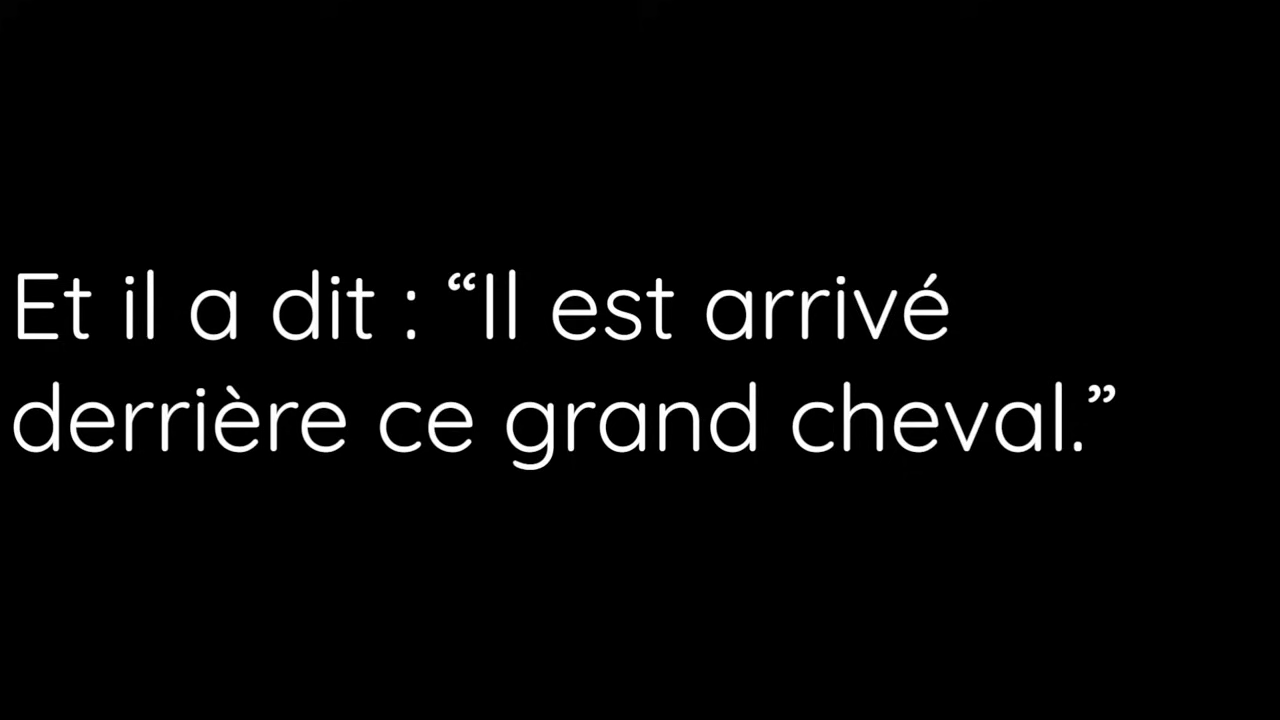 Et il a dit : “Il est arrivé
derrière ce grand cheval.”